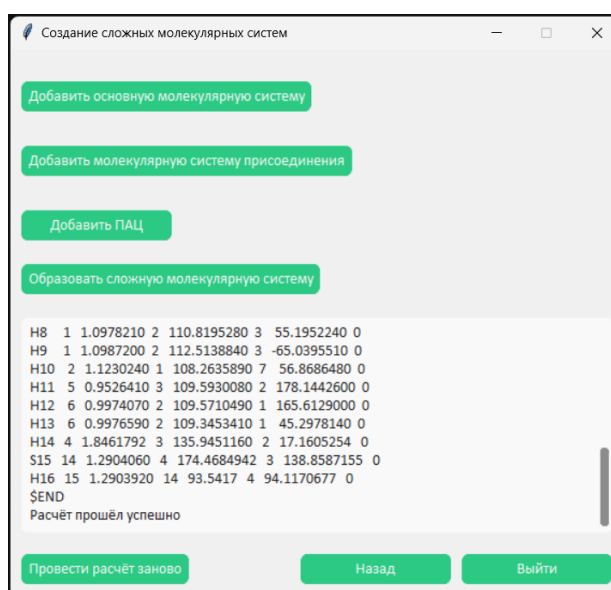 Создание сложных молекулярных систем
Добавить основную молекулярную систему
Добавить молекулярную систему присоединения
Добавить ПАЦ
Образовать сложную молекулярную систему
H8 1 1.0978210 2 110.8195280 3 55.1952240 0
H9 1 1.0987200 2 112.5138840 3 -65.0395510 0
H10 2 1.1230240 1 108.2635890 7 56.8686480 0
H11 5 0.9526410 3 109.5930080 2 178.1442600 0
H12 6 0.9974070 2 109.5710490 1 165.6129000 0
H13 6 0.9976590 2 109.3453410 1 45.2978140 0
H14 4 1.8461792 3 135.9451160 2 17.1605254 0
S15 14 1.2904060 4 174.4684942 3 138.8587155 0
H16 15 1.2903920 14 93.5417 4 94.1170677 0
$END
Расчёт прошёл успешно
Провести расчёт заново Назад Выйти